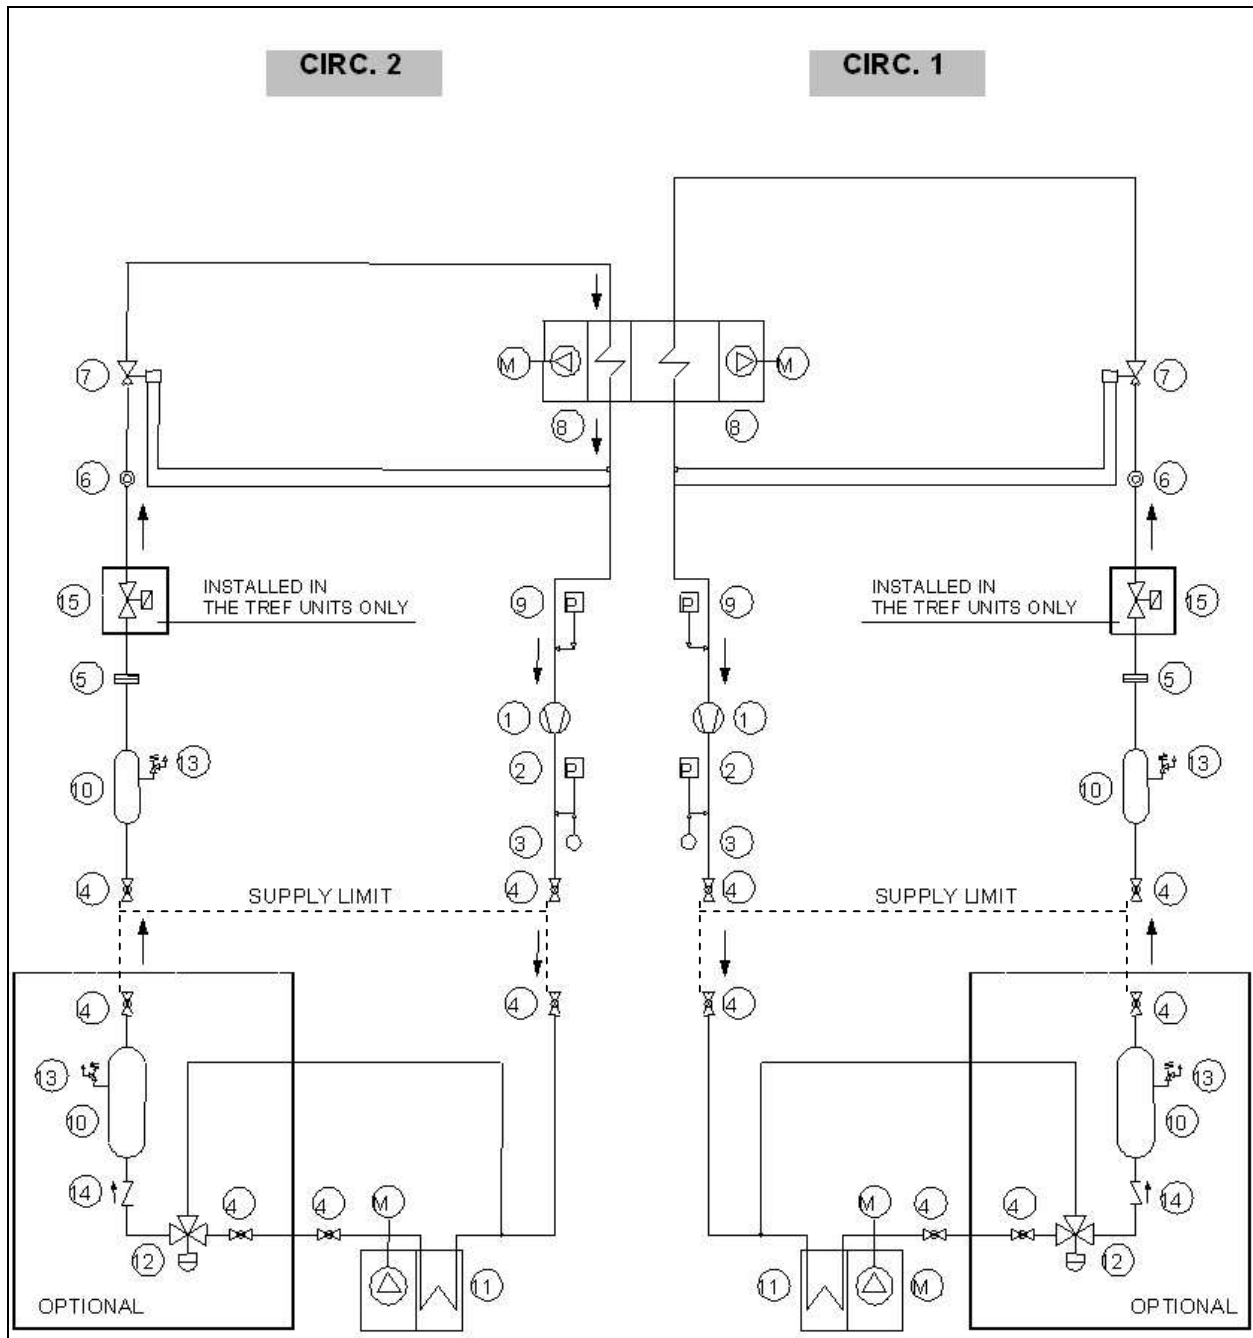 CIRC. 2 CIRC. 1
M M
7 7
8 8
6 6
INSTALLED IN INSTALLED IN
15 THE TREF UNITS ONLY 9 P P 9 THE TREF UNITS ONLY 15
5 5
1 1
13 2 P P 2 13
10 10
3 3
4 SUPPLY LIMIT 4 4 SUPPLY LIMIT 4
4 4 4 4
13 13
10 10
14 4 4 M M 4 4 14
12 12
11 11 M
OPTIONAL OPTIONAL